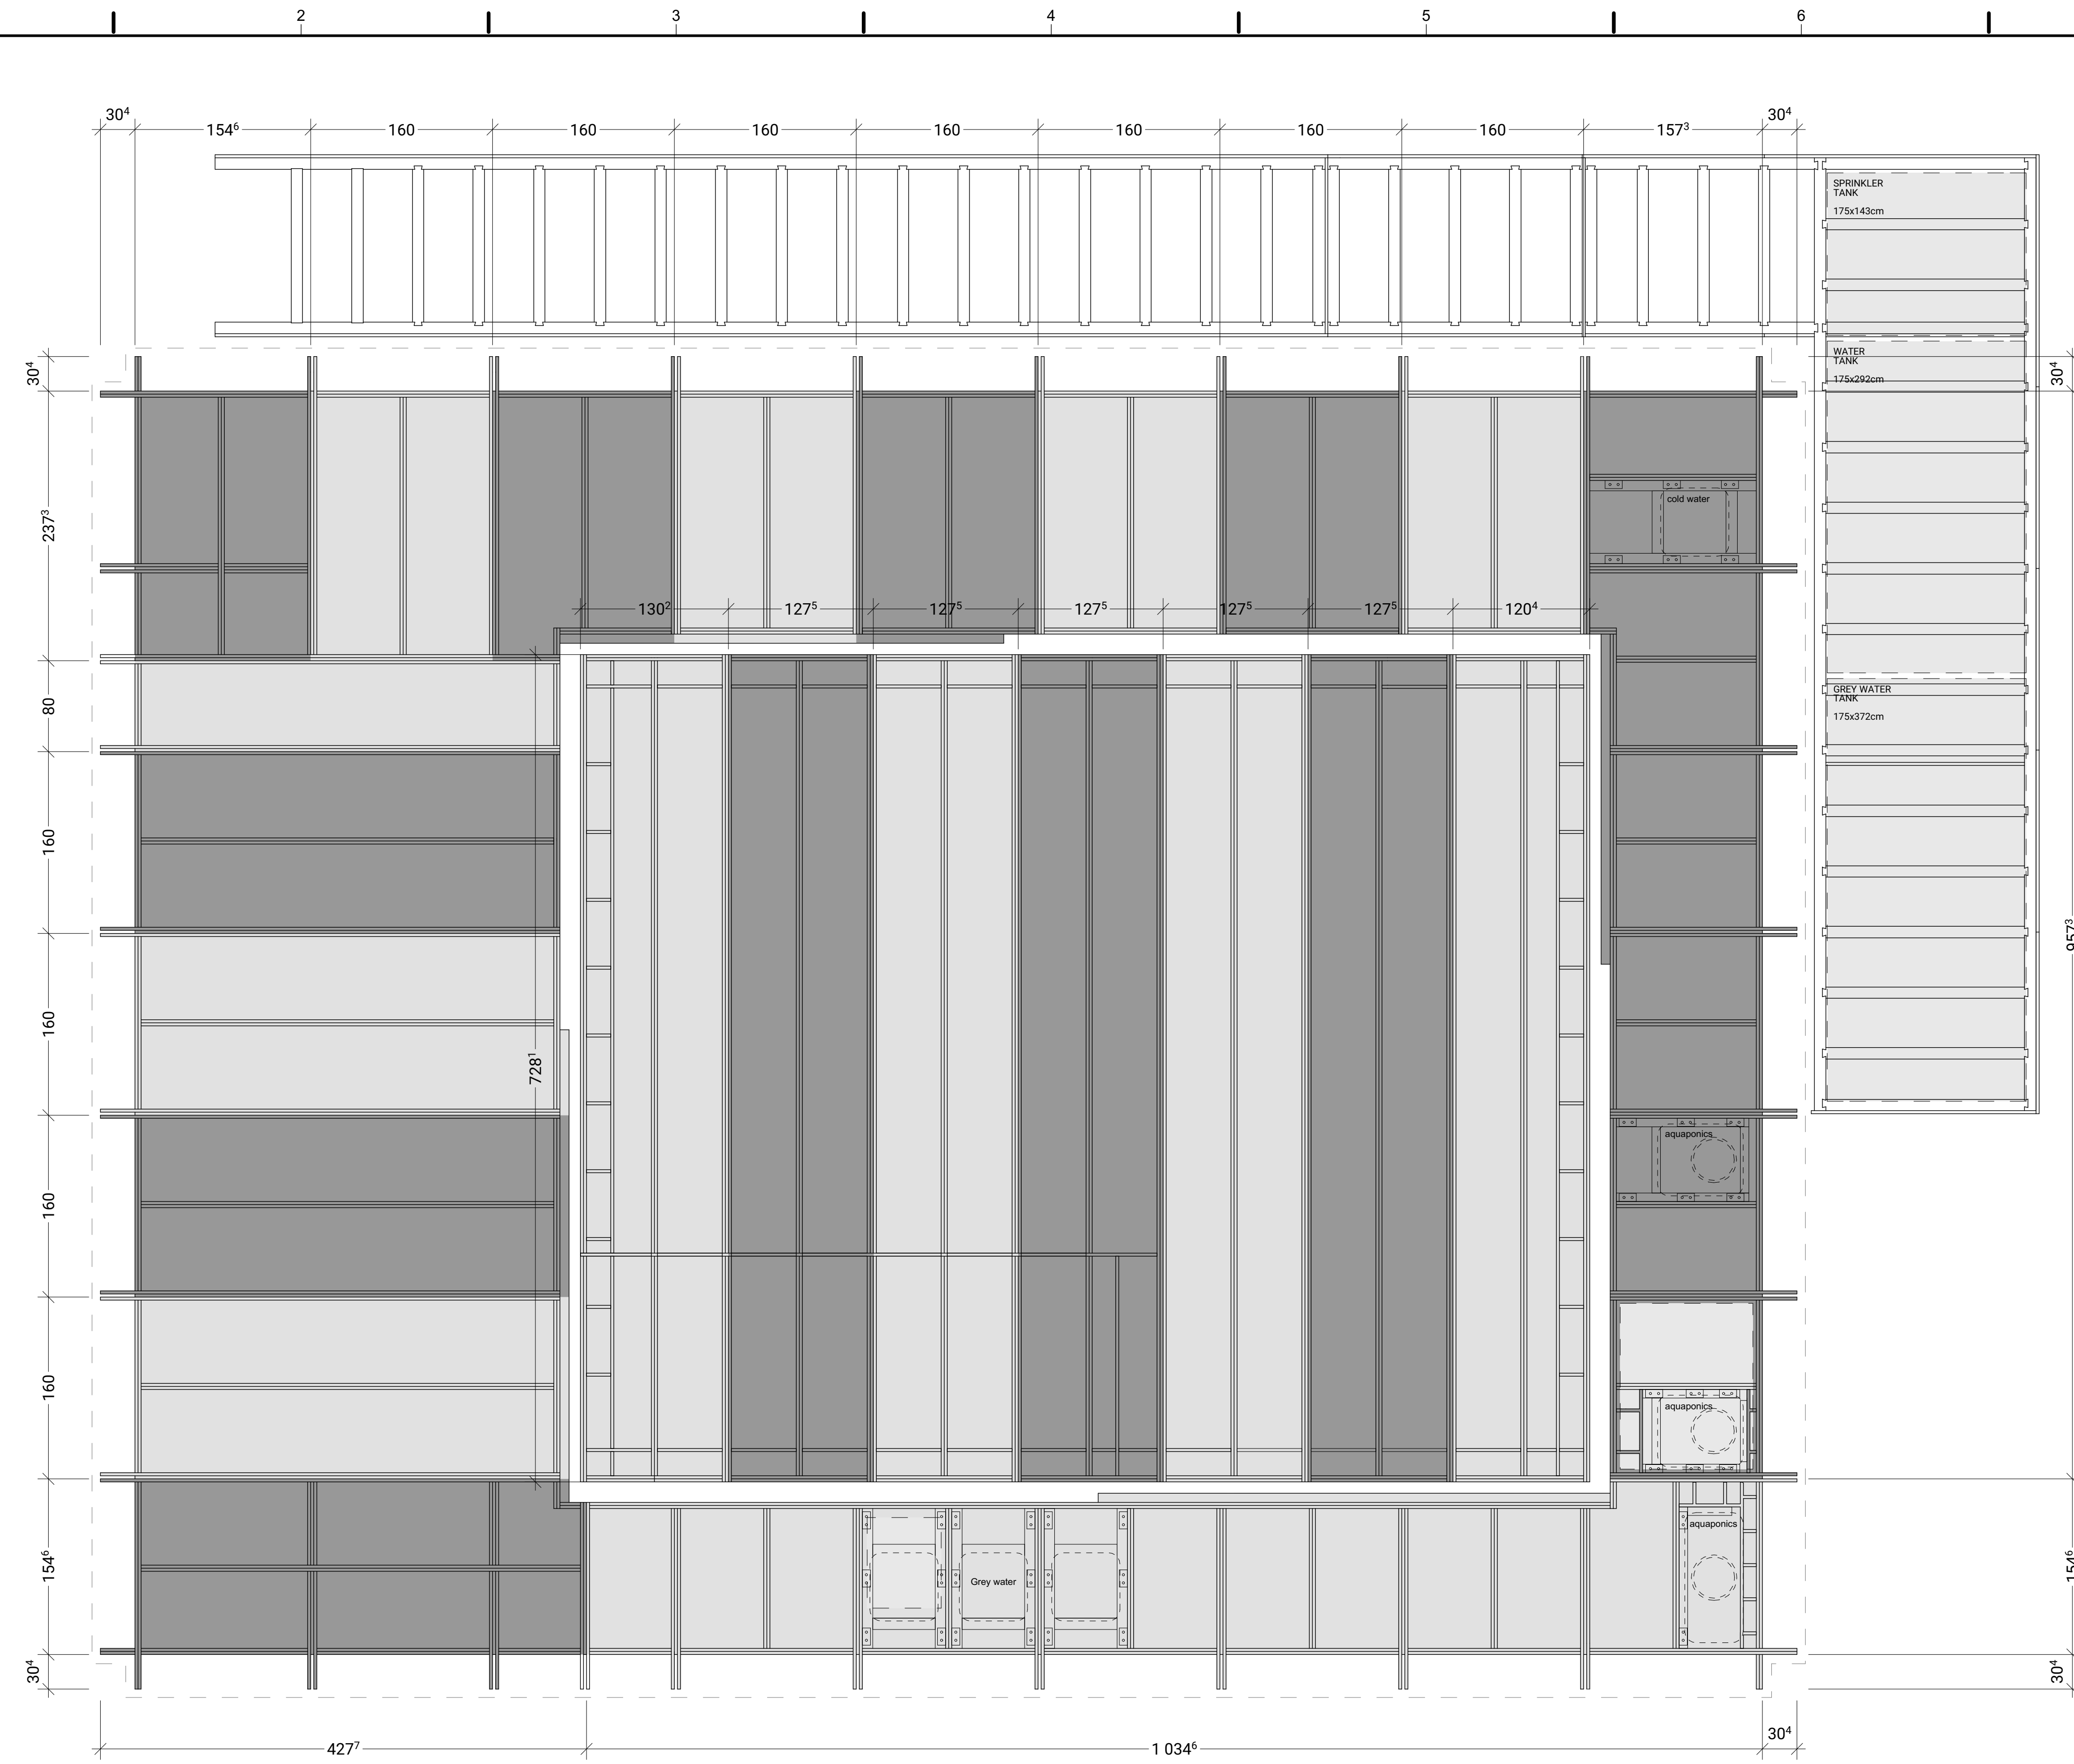 2 3 4 5 6
30⁴ 30⁴
154⁶ 160 160 160 160 160 160 160 157³
SPRINKLER
TANK
175x143cm
WATER
TANK
175x292cm
30⁴ 30⁴
cold water
237³
130² 127⁵ 127⁵ 127⁵ 127⁵ 127⁵ 120⁴
GREY WATER
TANK
175x372cm
80
160
957³
160
728¹
aquaponics
160
160
aquaponics
aquaponics
154⁶ 154⁶
Grey water
30⁴ 30⁴
30⁴
427⁷ 1 034⁶